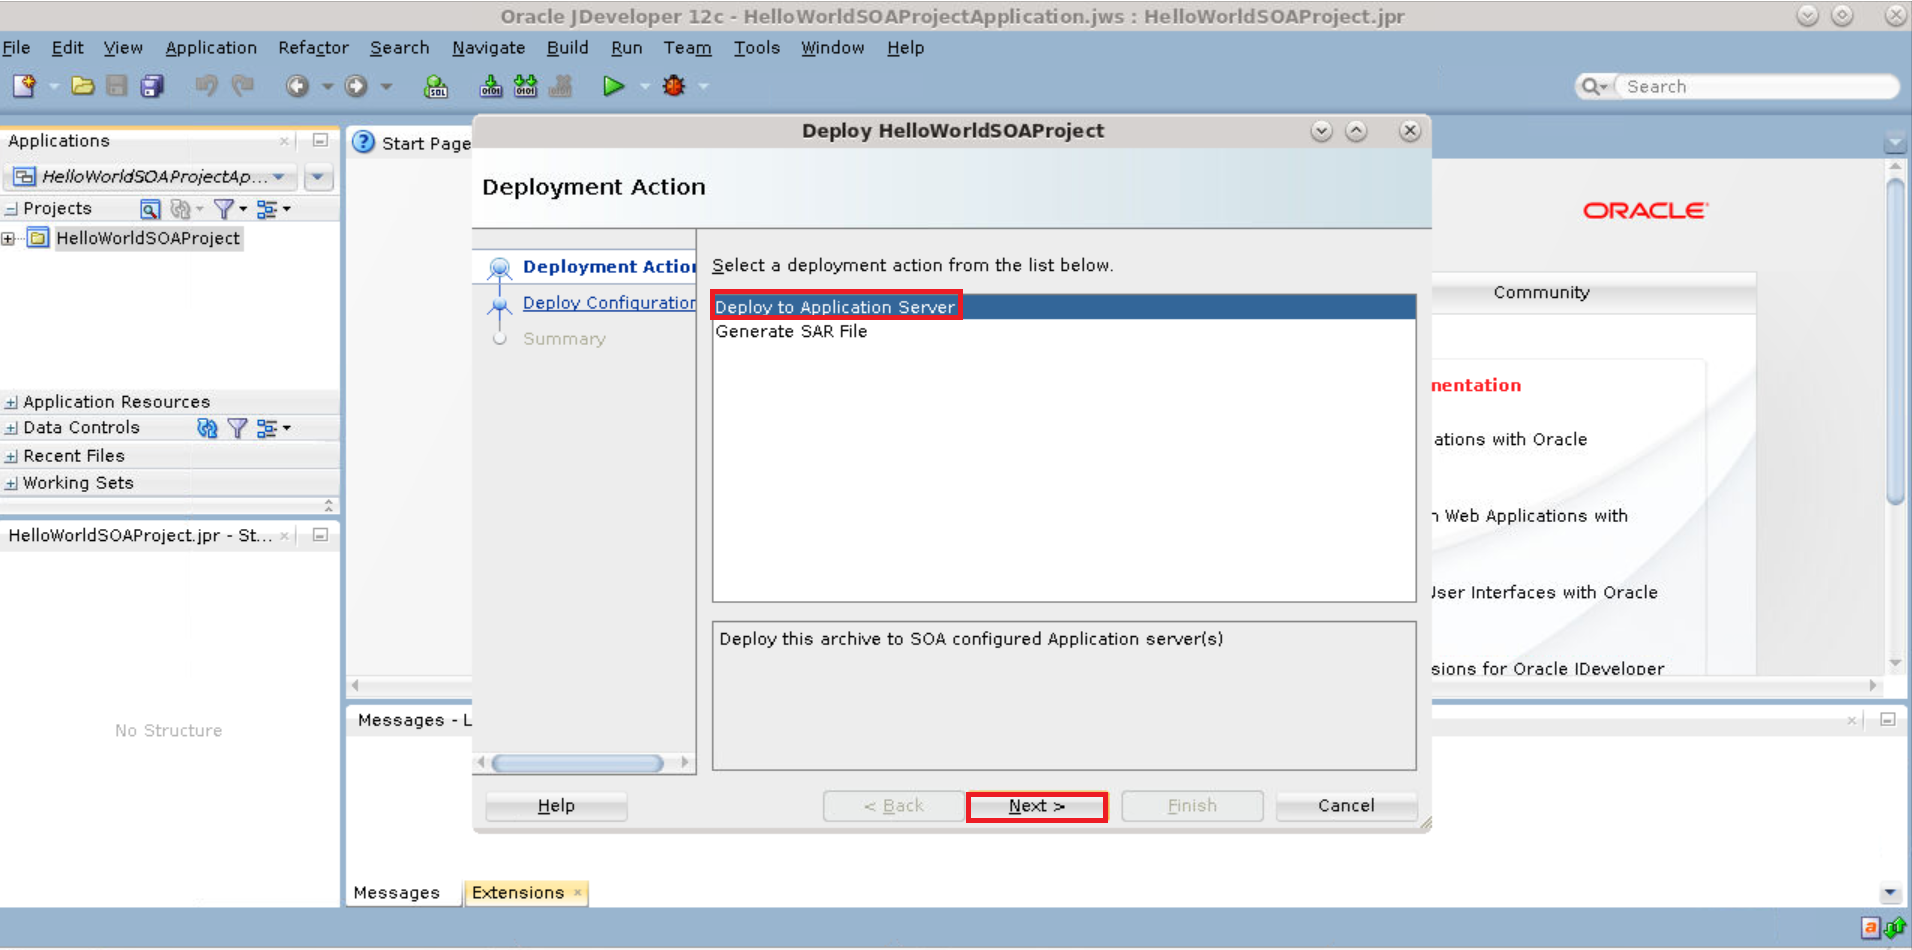 Oracle JDeveloper 12c - HelloWorldSOAProjectApplication.jws : HelloWorldSOAProject.jpr
File Edit View Application Refactor Search Navigate Build Run Team Tools Window Help
Search
Applications
HelloWorldSOAProjectAp...
Projects
HelloWorldSOAProject
Application Resources
Data Controls
Recent Files
Working Sets
HelloWorldSOAProject.jpr - St...
No Structure
Start Page
Deploy HelloWorldSOAProject
Deployment Action
Deployment Action
Deploy Configuration
Summary
Select a deployment action from the list below.
Deploy to Application Server
Generate SAR File
Deploy this archive to SOA configured Application server(s)
Help
< Back
Next >
Finish
Cancel
ORACLE
Community
mentation
ations with Oracle
n Web Applications with
User Interfaces with Oracle
sions for Oracle JDeveloper
Messages - L
Messages
Extensions